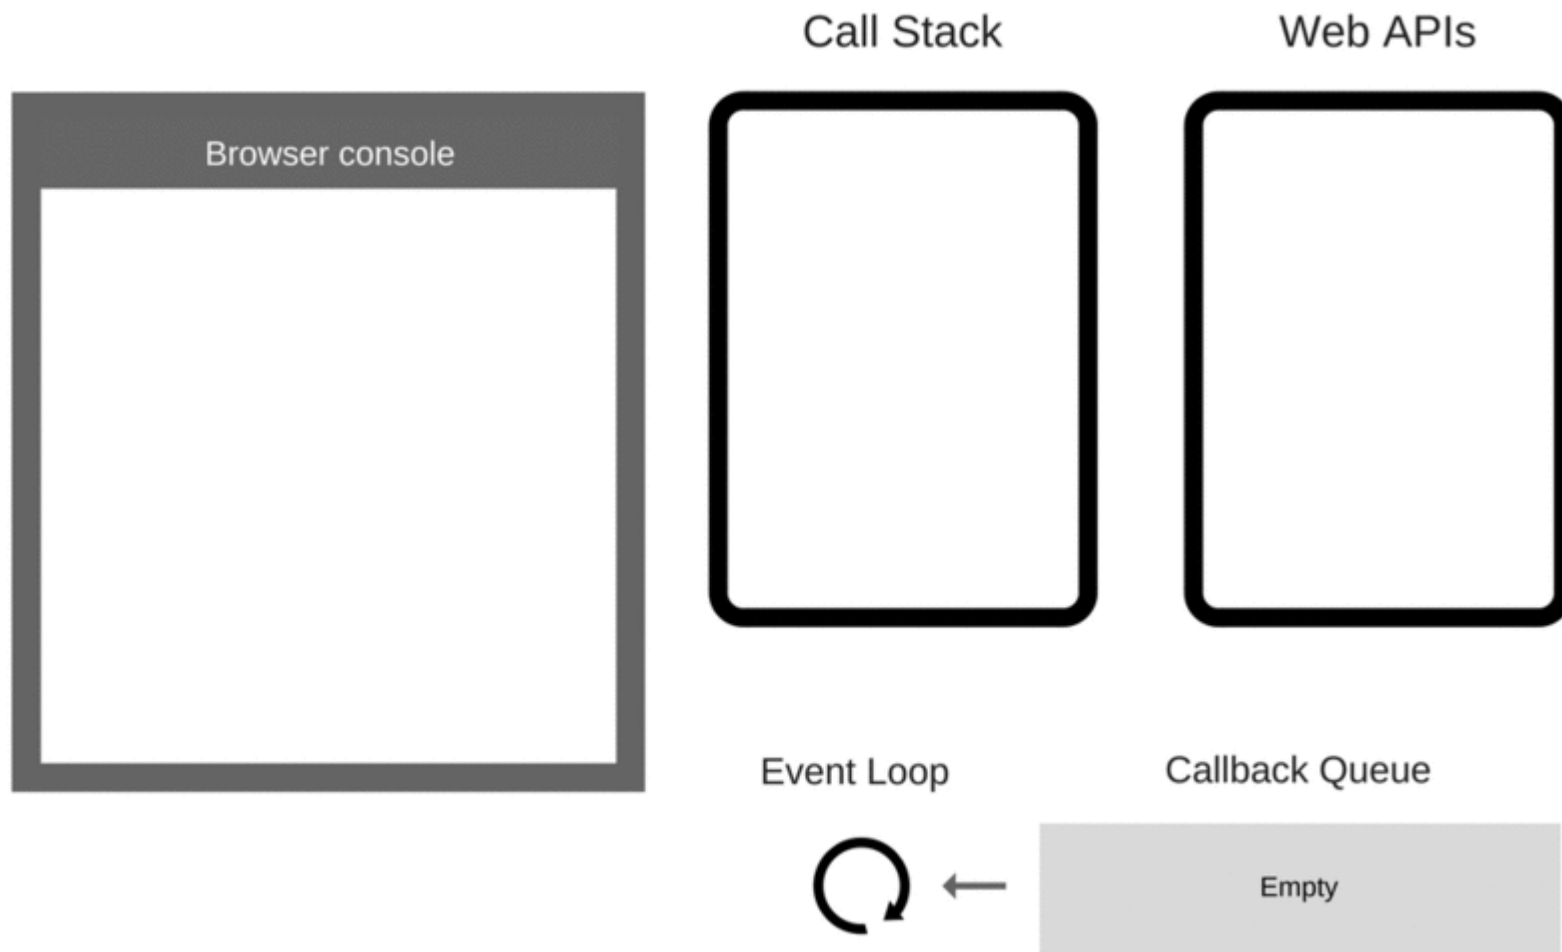 Call Stack
Web APIs
Browser console
Event Loop
Callback Queue
Empty